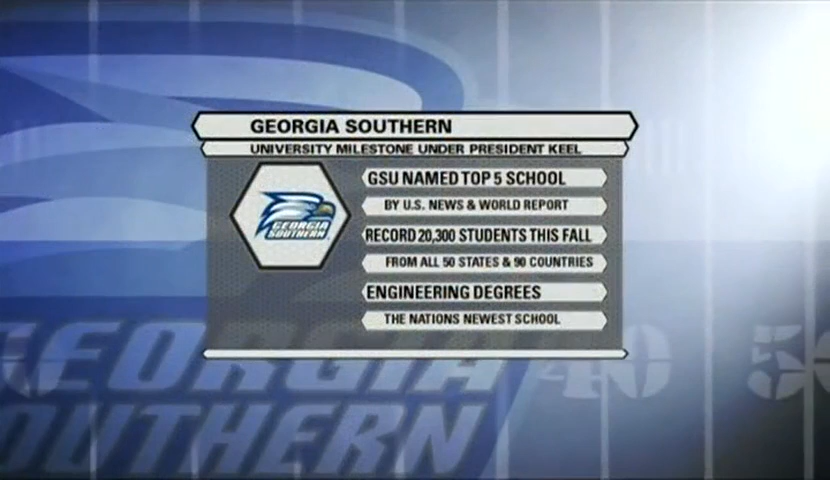 GEORGIA SOUTHERN
UNIVERSITY MILESTONE UNDER PRESIDENT KEEL
GSU NAMED TOP 5 SCHOOL
BY U.S. NEWS & WORLD REPORT
GEORGIA
SOUTHERN
RECORD 20,300 STUDENTS THIS FALL
FROM ALL 50 STATES & 90 COUNTRIES
ENGINEERING DEGREES
THE NATIONS NEWEST SCHOOL
GEORGIA 40 50
SOUTHERN